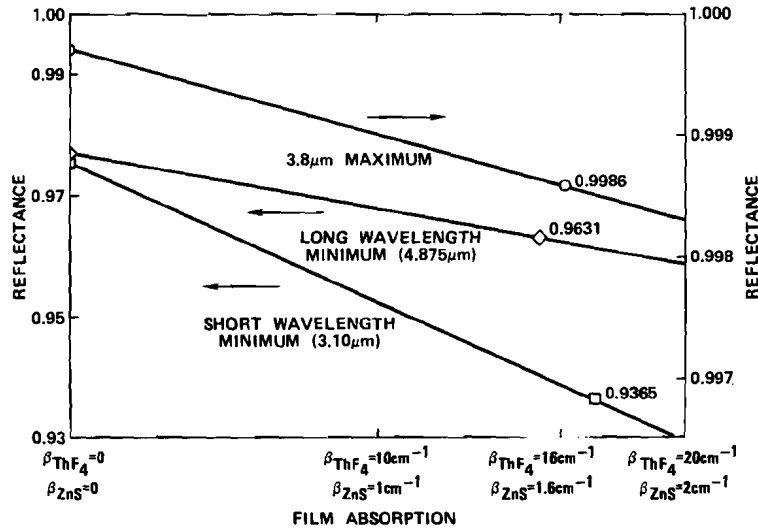 1.00
1.000
0.99
0.999
3.8μm MAXIMUM
0.9986
REFLECTANCE
REFLECTANCE
0.97
0.9631
LONG WAVELENGTH
MINIMUM (4.875μm)
0.998
0.95
SHORT WAVELENGTH
MINIMUM (3.10μm)
0.997
0.9365
0.93
βThF4=0 βThF4=10cm⁻¹ βThF4=16cm⁻¹ βThF4=20cm⁻¹
βZnS=0 βZnS=1cm⁻¹ βZnS=1.6cm⁻¹ βZnS=2cm⁻¹
FILM ABSORPTION